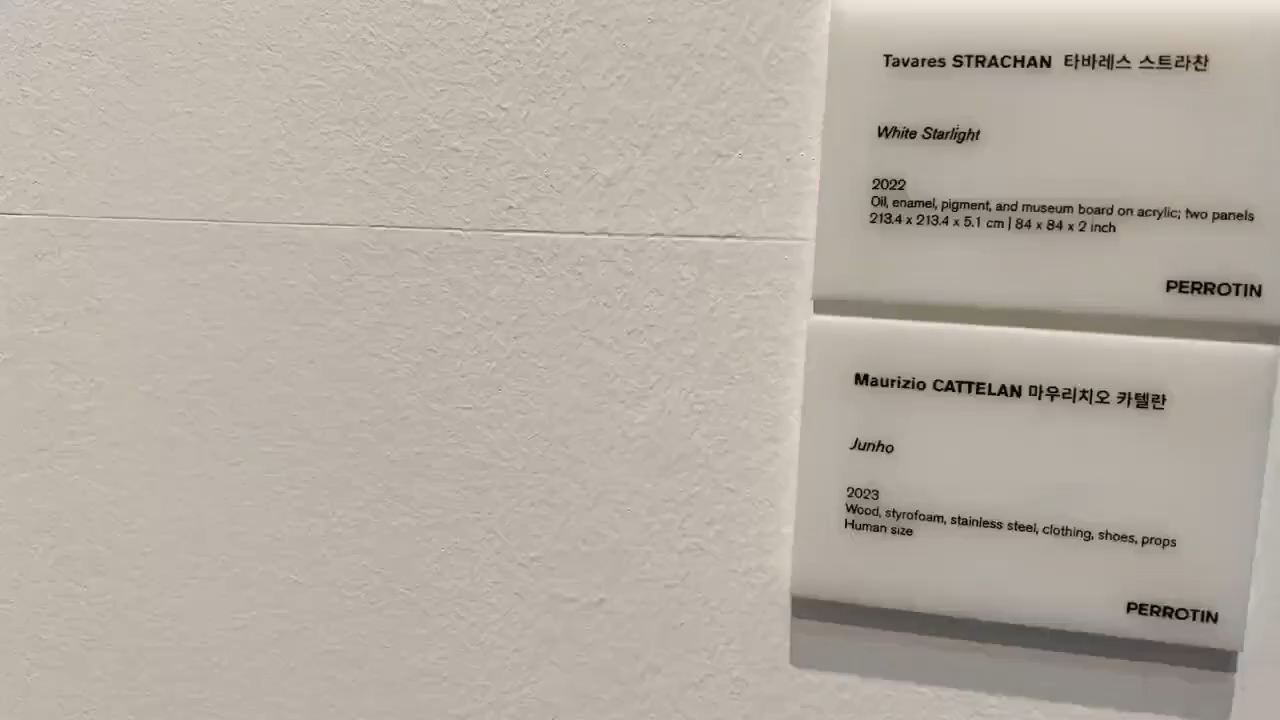 Tavares STRACHAN 타바레스 스트라찬
White Starlight
2022
Oil, enamel, pigment, and museum board on acrylic; two panels
213.4 x 213.4 x 5.1 cm | 84 x 84 x 2 inch
PERROTIN
Maurizio CATTELAN 마우리치오 카텔란
Junho
2023
Wood, styrofoam, stainless steel, clothing, shoes, props
Human size
PERROTIN